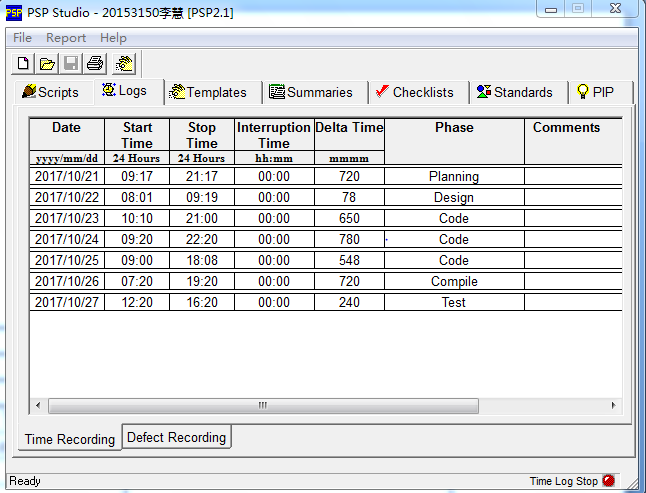 PSP Studio - 20153150李慧 [PSP2.1]
File Report Help
Scripts Logs Templates Summaries Checklists Standards PIP
Date Start Time Stop Time Interruption Time Delta Time Phase Comments
yyyy/mm/dd 24 Hours 24 Hours hh:mm mmmm
2017/10/21 09:17 21:17 00:00 720 Planning
2017/10/22 08:01 09:19 00:00 78 Design
2017/10/23 10:10 21:00 00:00 650 Code
2017/10/24 09:20 22:20 00:00 780 Code
2017/10/25 09:00 18:08 00:00 548 Code
2017/10/26 07:20 19:20 00:00 720 Compile
2017/10/27 12:20 16:20 00:00 240 Test
Time Recording Defect Recording
Ready Time Log Stop